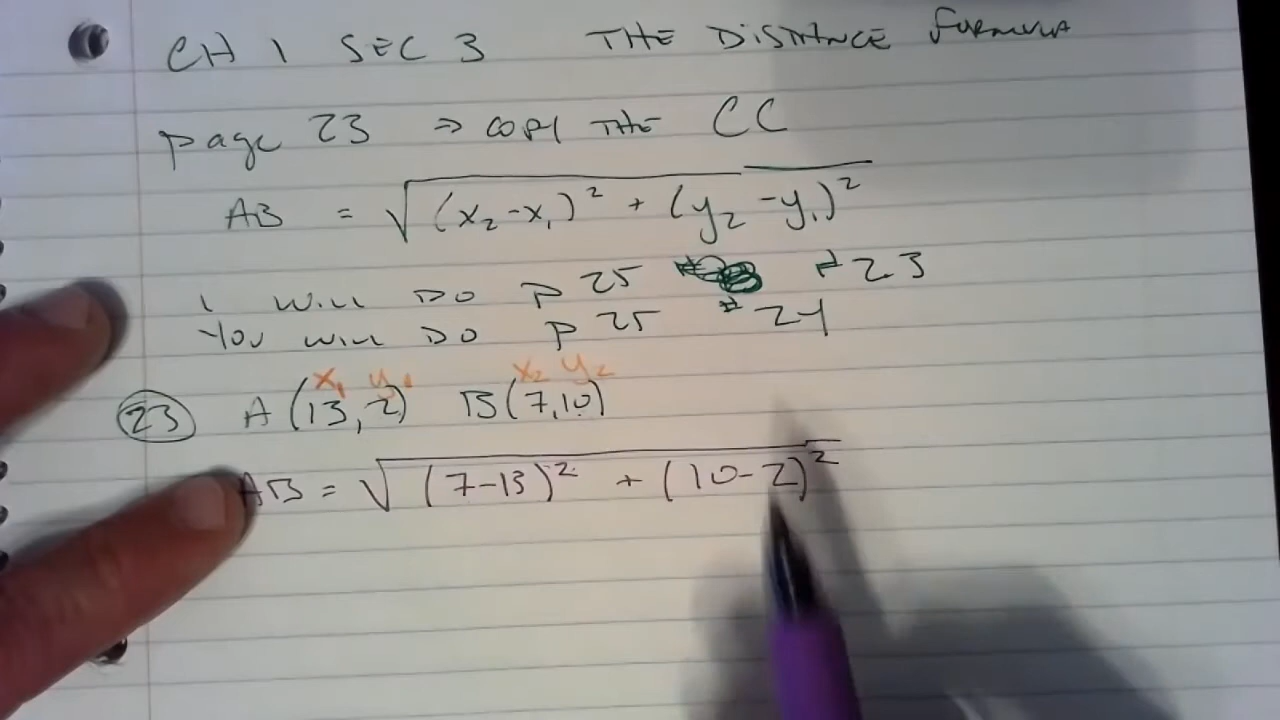 CH 1 SEC 3 THE DISTANCE FORMULA
page 23 ⇒ COPY THE CC
AB = √((x₂-x₁)² + (y₂-y₁)²)
I WILL DO P 25 #23
YOU WILL DO P 25 #24
x₁ y₁ x₂ y₂
23 A(13,2) B(7,10)
AB = √((7-13)² + (10-2)²)